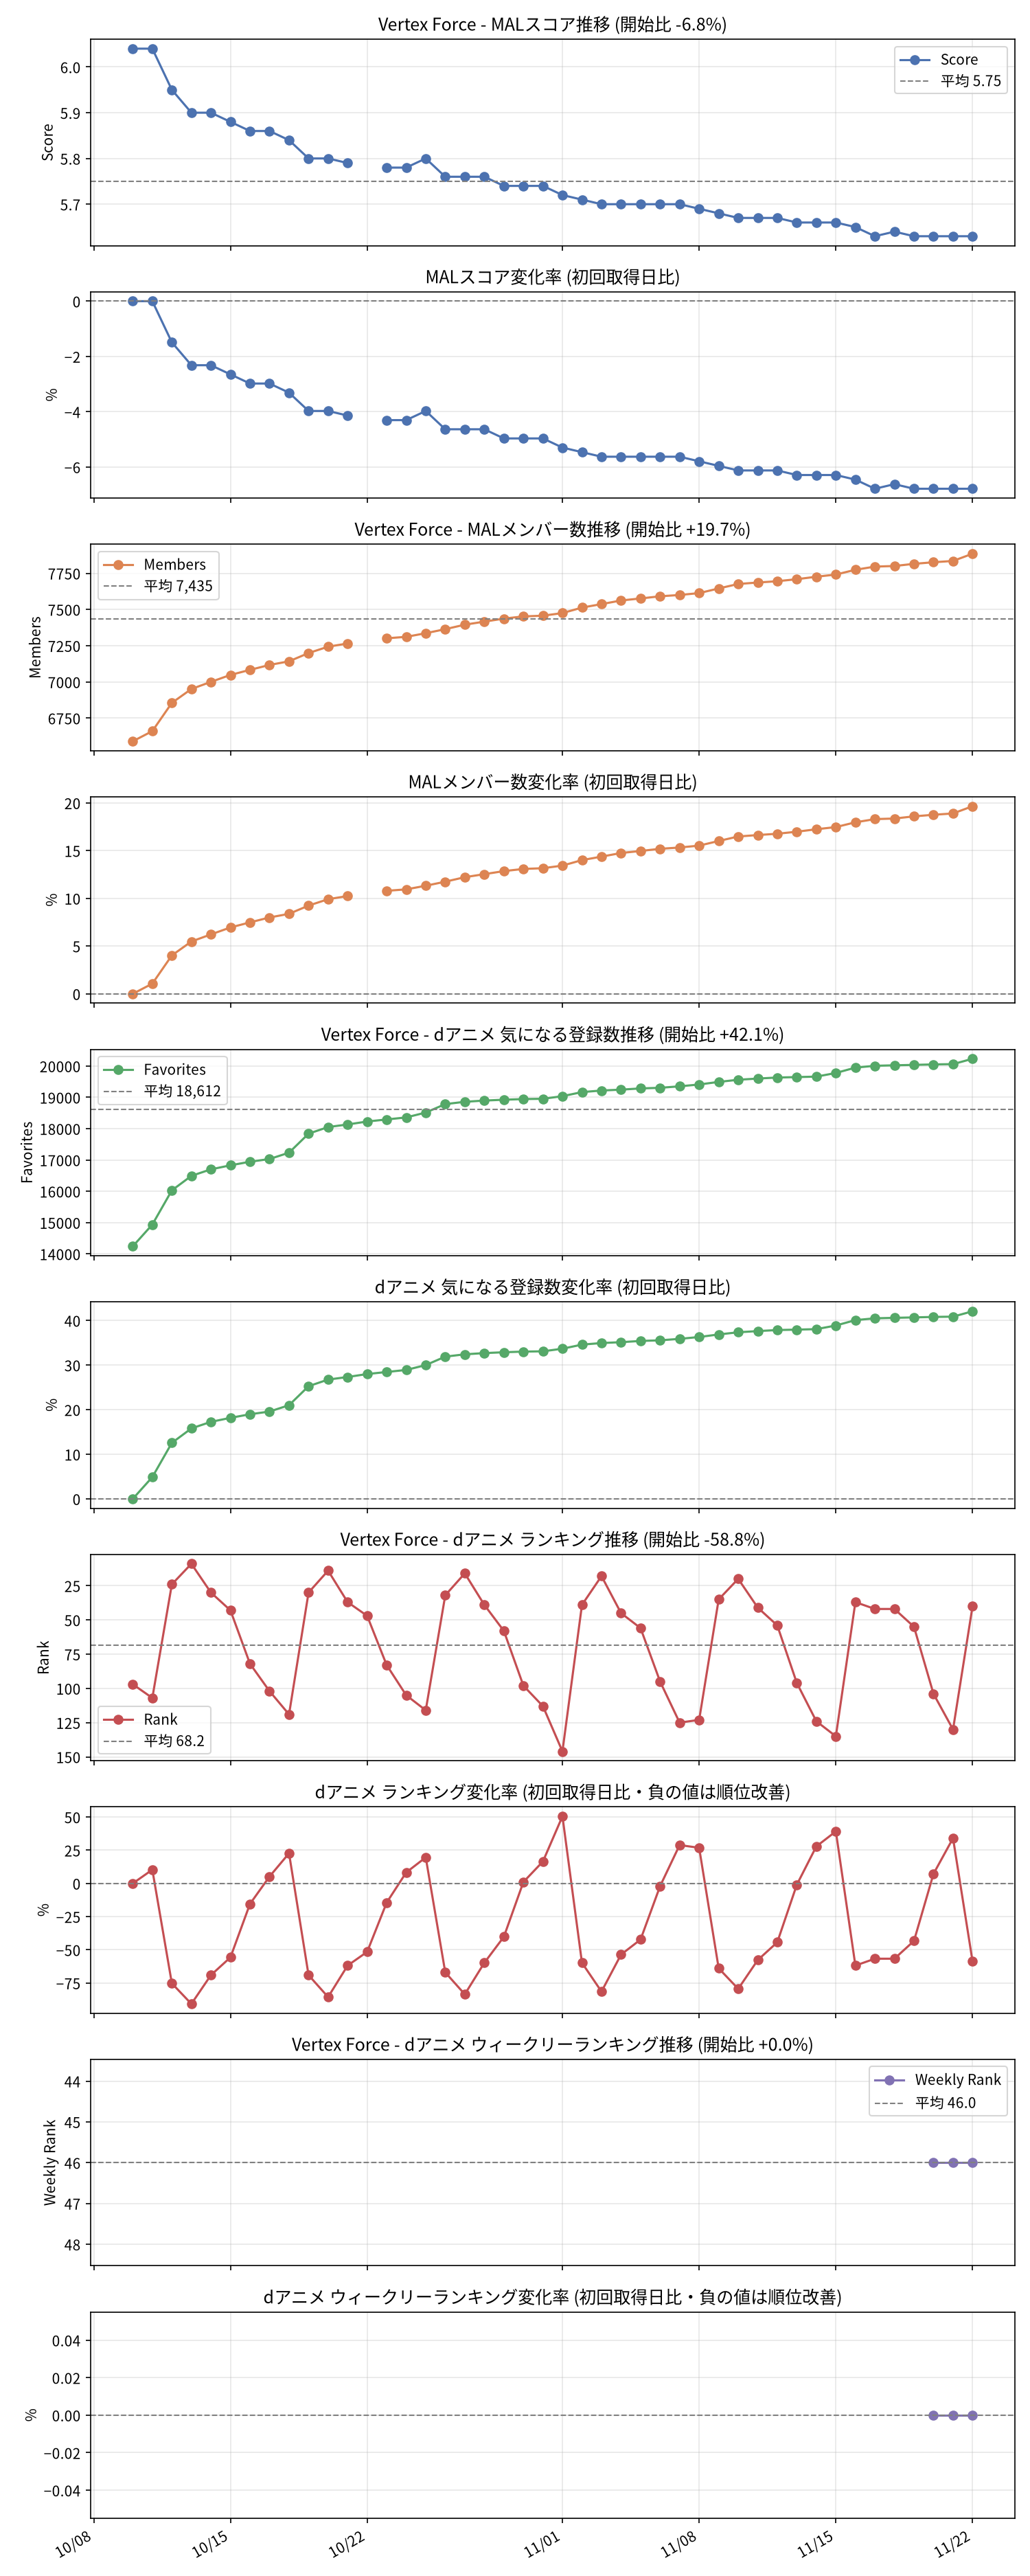 Vertex Force - MALスコア推移 (開始比 -6.8%)
Score
6.0
5.9
5.8
5.7
Score
平均 5.75
MALスコア変化率 (初回取得日比)
%
0
−2
−4
−6
Vertex Force - MALメンバー数推移 (開始比 +19.7%)
Members
7750
7500
7250
7000
6750
Members
平均 7,435
MALメンバー数変化率 (初回取得日比)
%
20
15
10
5
0
Vertex Force - dアニメ 気になる登録数推移 (開始比 +42.1%)
Favorites
20000
19000
18000
17000
16000
15000
14000
Favorites
平均 18,612
dアニメ 気になる登録数変化率 (初回取得日比)
%
40
30
20
10
0
Vertex Force - dアニメ ランキング推移 (開始比 -58.8%)
Rank
25
50
75
100
125
150
Rank
平均 68.2
dアニメ ランキング変化率 (初回取得日比・負の値は順位改善)
%
50
25
0
−25
−50
−75
Vertex Force - dアニメ ウィークリーランキング推移 (開始比 +0.0%)
Weekly Rank
44
45
46
47
48
Weekly Rank
平均 46.0
dアニメ ウィークリーランキング変化率 (初回取得日比・負の値は順位改善)
%
0.04
0.02
0.00
−0.02
−0.04
10/08
10/15
10/22
11/01
11/08
11/15
11/22